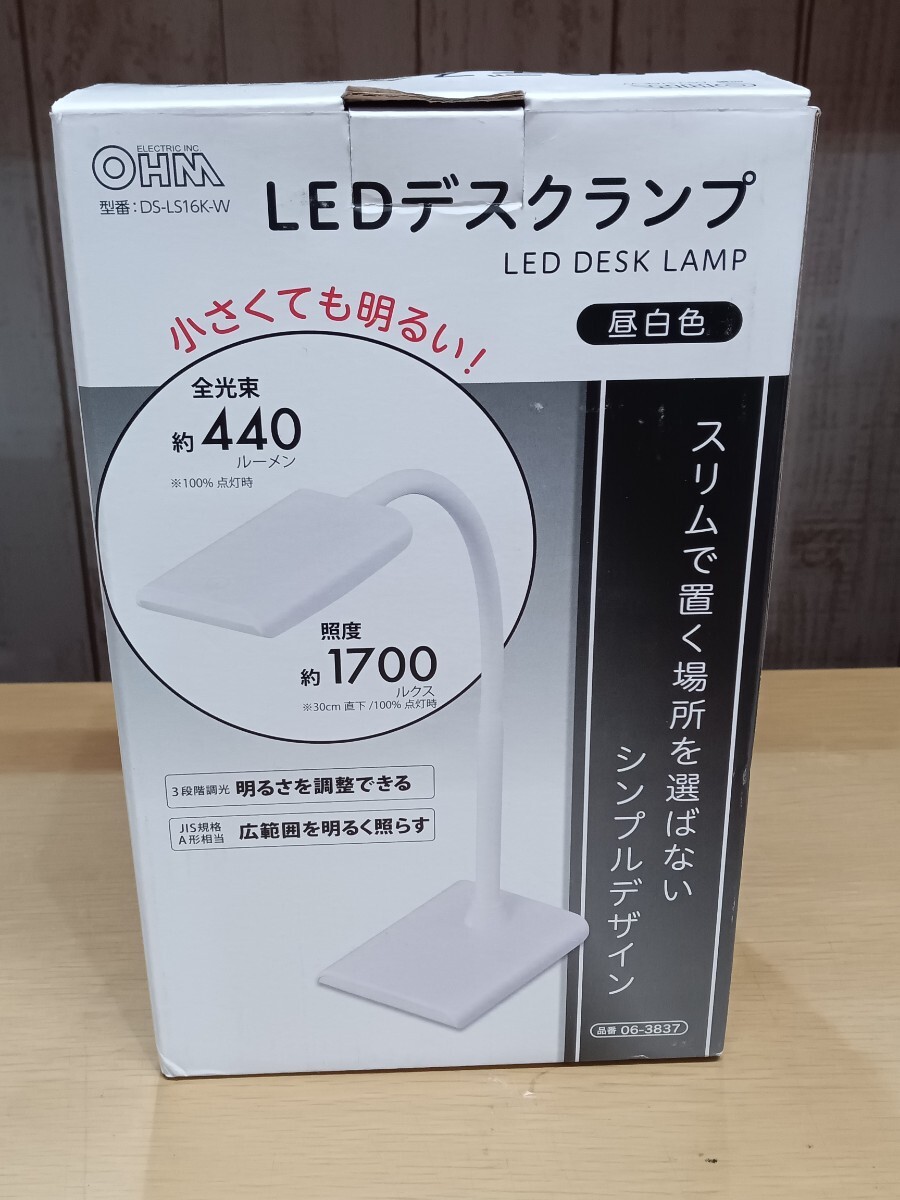 ELECTRIC INC
OHM
型番:DS-LS16K-W
LEDデスクランプ
LED DESK LAMP
昼白色
小さくても明るい!
全光束
約440
ルーメン
※100% 点灯時
照度
約1700
ルクス
※30cm 直下/100% 点灯時
3段階調光 明るさを調整できる
JIS規格
A形相当 広範囲を明るく照らす
スリムで置く場所を選ばない
シンプルデザイン
品番 06-3837